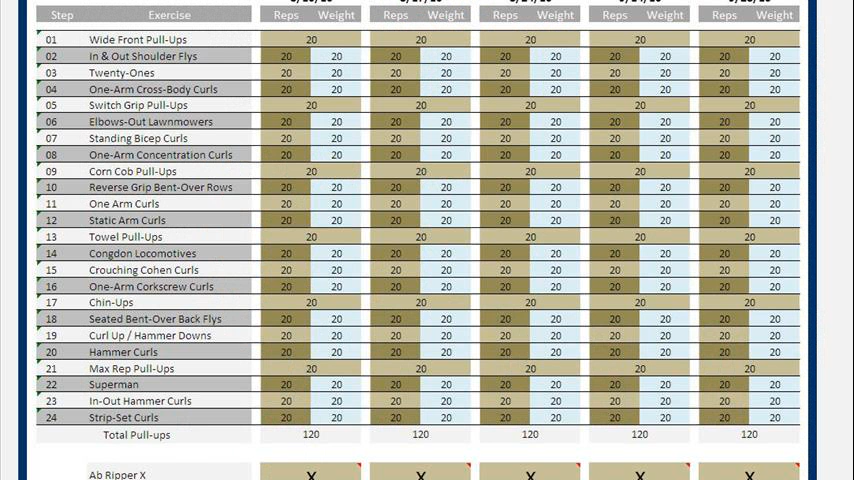 Step Exercise Reps Weight Reps Weight Reps Weight Reps Weight Reps Weight
01 Wide Front Pull-Ups 20 20 20 20 20
02 In & Out Shoulder Flys 20 20 20 20 20 20 20 20 20 20
03 Twenty-Ones 20 20 20 20 20 20 20 20 20 20
04 One-Arm Cross-Body Curls 20 20 20 20 20 20 20 20 20 20
05 Switch Grip Pull-Ups 20 20 20 20 20
06 Elbows-Out Lawnmowers 20 20 20 20 20 20 20 20 20 20
07 Standing Bicep Curls 20 20 20 20 20 20 20 20 20 20
08 One-Arm Concentration Curls 20 20 20 20 20 20 20 20 20 20
09 Corn Cob Pull-Ups 20 20 20 20 20
10 Reverse Grip Bent-Over Rows 20 20 20 20 20 20 20 20 20 20
11 One Arm Curls 20 20 20 20 20 20 20 20 20 20
12 Static Arm Curls 20 20 20 20 20 20 20 20 20 20
13 Towel Pull-Ups 20 20 20 20 20
14 Congdon Locomotives 20 20 20 20 20 20 20 20 20 20
15 Crouching Cohen Curls 20 20 20 20 20 20 20 20 20 20
16 One-Arm Corkscrew Curls 20 20 20 20 20 20 20 20 20 20
17 Chin-Ups 20 20 20 20 20
18 Seated Bent-Over Back Flys 20 20 20 20 20 20 20 20 20 20
19 Curl Up / Hammer Downs 20 20 20 20 20 20 20 20 20 20
20 Hammer Curls 20 20 20 20 20 20 20 20 20 20
21 Max Rep Pull-Ups 20 20 20 20 20
22 Superman 20 20 20 20 20 20 20 20 20 20
23 In-Out Hammer Curls 20 20 20 20 20 20 20 20 20 20
24 Strip-Set Curls 20 20 20 20 20 20 20 20 20 20
Total Pull-ups 120 120 120 120 120
Ab Ripper X X X X X X